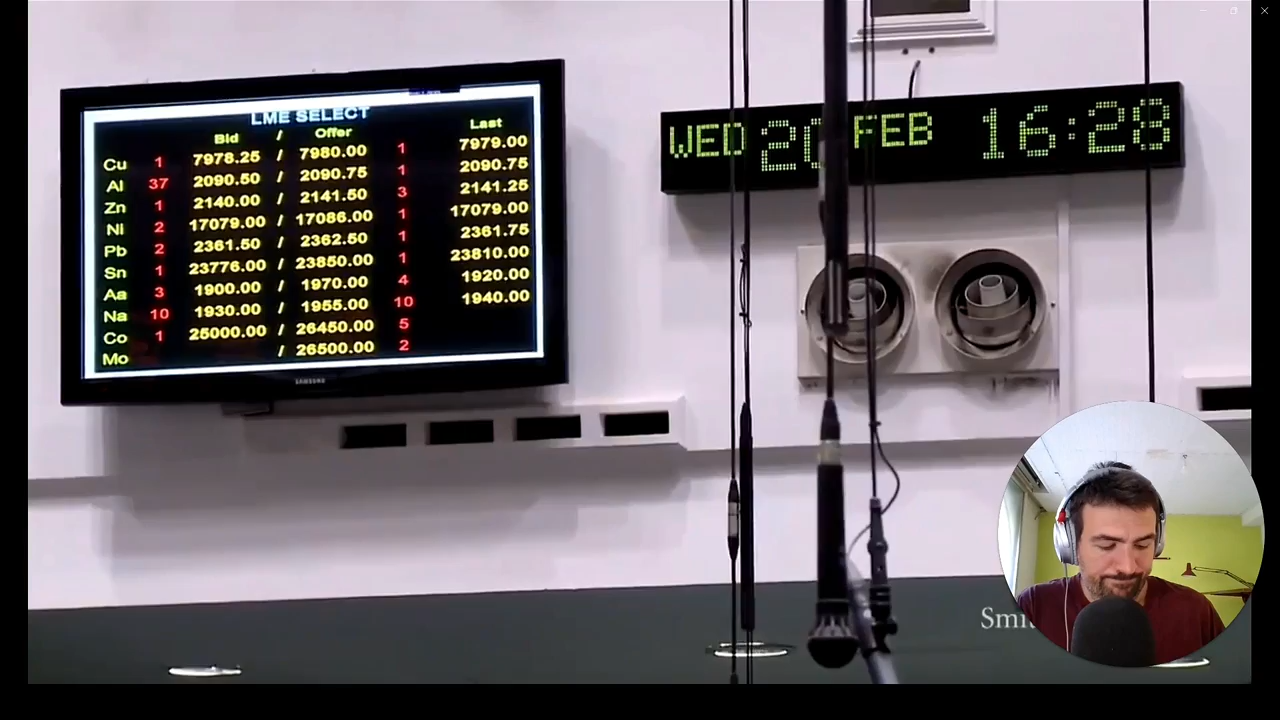 LME SELECT
Bid / Offer Last
Cu 1 7978.25 / 7980.00 1 7979.00
Al 37 2090.50 / 2090.75 1 2090.75
Zn 1 2140.00 / 2141.50 3 2141.25
Ni 2 17079.00 / 17086.00 1 17079.00
Pb 2 2361.50 / 2362.50 1 2361.75
Sn 1 23776.00 / 23850.00 1 23810.00
Aa 3 1900.00 / 1970.00 4 1920.00
Na 10 1930.00 / 1955.00 10 1940.00
Co 1 25000.00 / 26450.00 5
Mo / 26500.00 2
SAMSUNG
WED 20 FEB 16:28